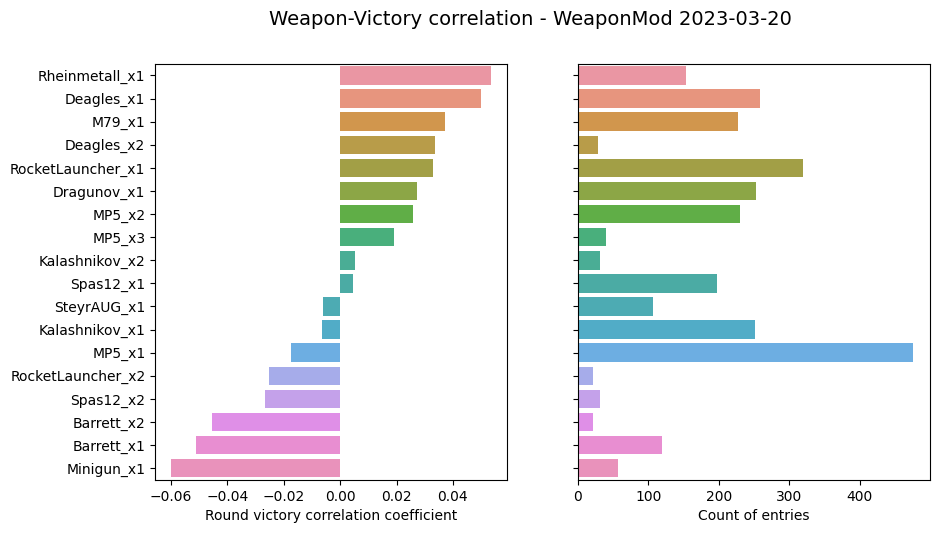 Weapon-Victory correlation - WeaponMod 2023-03-20
Rheinmetall_x1
Deagles_x1
M79_x1
Deagles_x2
RocketLauncher_x1
Dragunov_x1
MP5_x2
MP5_x3
Kalashnikov_x2
Spas12_x1
SteyrAUG_x1
Kalashnikov_x1
MP5_x1
RocketLauncher_x2
Spas12_x2
Barrett_x2
Barrett_x1
Minigun_x1
−0.06 −0.04 −0.02 0.00 0.02 0.04
Round victory correlation coefficient
0 100 200 300 400
Count of entries